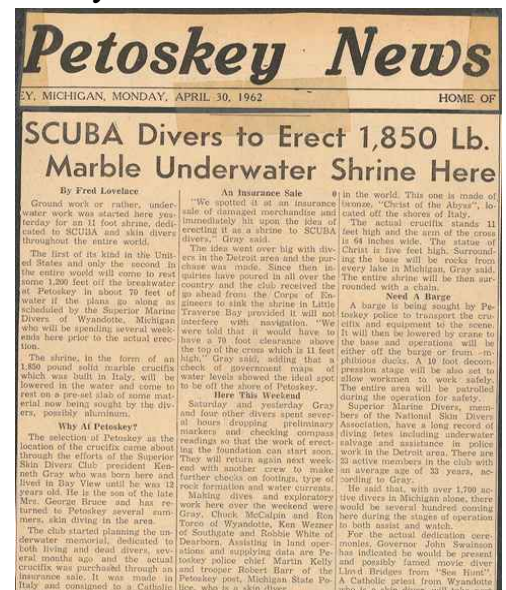 Petoskey News
EY, MICHIGAN, MONDAY, APRIL 30, 1962
HOME OF
SCUBA Divers to Erect 1,850 Lb.
Marble Underwater Shrine Here
By Fred Lovelace
Ground work or rather, under-
water work was started here yes-
terday for an 11 foot shrine, dedi-
cated to SCUBA and skin divers
throughout the entire world.
The first of its kind in the Unit-
ed States and only the second in
the entire world will come to rest
some 1,200 feet off the breakwater
at Petoskey in about 70 feet of
water if the plans go along as
scheduled by the Superior Marine
Divers of Wyandotte, Michigan
who will be spending several week-
ends here prior to the actual erec-
tion.
The shrine, in the form of an
1,850 pound solid marble crucifix
which was built in Italy, will be
lowered in the water and come to
rest on a pre-set slab of some mat-
erial now being sought by the div-
ers, possibly aluminum.
Why At Petoskey?
The selection of Petoskey as the
location of the crucifix came about
through the efforts of the Superior
Skin Divers Club president Ken-
neth Gray who was born here and
lived in Bay View until he was 12
years old. He is the son of the late
Mrs. George Bruce and has re-
turned to Petoskey several sum-
mers, skin diving in the area.
The club started planning the un-
derwater memorial, dedicated to
both living and dead divers, sev-
eral months ago and the actual
crucifix was purchased through an
insurance sale. It was made in
Italy and consigned to a Catholic
An Insurance Sale
"We spotted it at an insurance
sale of damaged merchandise and
immediately hit upon the idea of
erecting it as a shrine to SCUBA
divers," Gray said.
The idea went over big with div-
ers in the Detroit area and the pur-
chase was made. Since then in-
quiries have poured in all over the
country and the club received the
go ahead from the Corps of En-
gineers to sink the shrine in Little
Traverse Bay provided it will not
interfere with navigation. "We
were told that it would have to
have a 70 foot clearance above
the top of the cross which is 11 feet
high," Gray said, adding that a
check of government maps of
water levels showed the ideal spot
to be off the shore of Petoskey.
Here This Weekend
Saturday and yesterday Gray
and four other divers spent sever-
al hours dropping preliminary
markers and checking compass
readings so that the work of erect-
ing the foundation can start soon.
They will return again next week-
end with another crew to make
further checks on footings, type of
rock formation and water currents.
Making dives and exploratory
work here over the weekend were
Gray, Chuck McCalpin and Ron
Torco of Wyandotte, Ken Wezner
of Southgate and Robbie White of
Dearborn. Assisting in land oper-
ations and supplying data are Pe-
toskey police chief Martin Kelly
and trooper Robert Barr of the
Petoskey post, Michigan State Po-
lice, who is a skin diver.
in the world. This one is made of
bronze, "Christ of the Abyss", lo-
cated off the shores of Italy.
The actual crucifix stands 11
feet high and the arm of the cross
is 64 inches wide. The statue of
Christ is five feet high. Surround-
ing the base will be rocks from
every lake in Michigan, Gray said.
The entire shrine will be then sur-
rounded with a chain.
Need A Barge
A barge is being sought by Pe-
toskey police to transport the cru-
cifix and equipment to the scene.
It will then be lowered by crane to
the base and operations will be
either off the barge or from
philious ducks. A 10 foot decom-
pression stage will be also set to
allow workmen to work safely.
The entire area will be patrolled
during the operation for safety.
Superior Marine Divers, mem-
bers of the National Skin Divers
Association, have a long record of
diving fetes including underwater
salvage and assistance in police
work in the Detroit area. There are
33 active members in the club with
an average age of 33 years, ac-
cording to Gray.
He said, that with over 1,700 ac-
tive divers in Michigan alone, there
would be several hundred coming
here during the stages of operation
to both assist and watch.
For the actual dedication cere-
monies, Governor John Swainson
has indicated he would be present
and possibly famed movie diver
Lloyd Bridges from "Sea Hunt".
A Catholic priest from Wyandotte